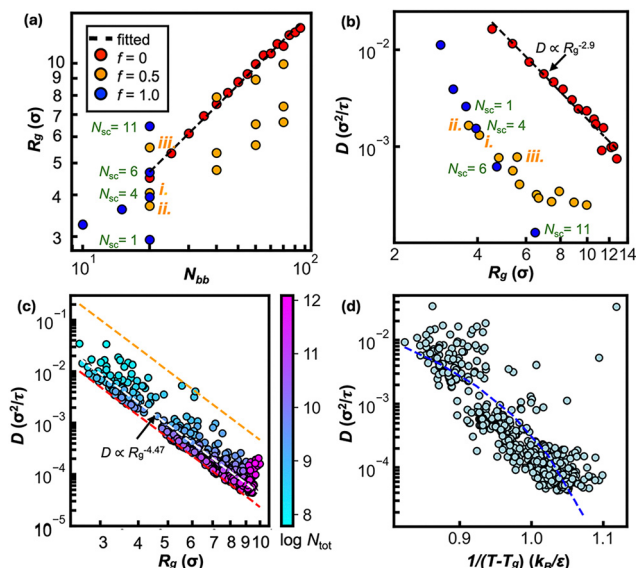 (a)
fitted
f = 0
f = 0.5
f = 1.0
Nsc = 11
iii.
Nsc = 6
i.
Nsc = 4
ii.
Nsc = 1
10
9
8
7
6
5
4
3
10¹
10²
Rg (σ)
Nbb
(b)
D ∝ Rg-2.9
Nsc = 1
ii.
Nsc = 4
i.
iii.
Nsc = 6
Nsc = 11
10⁻²
10⁻³
2
4
6
8
10
12 14
D (σ²/τ)
Rg (σ)
(c)
D ∝ Rg-4.47
10⁻¹
10⁻²
10⁻³
10⁻⁴
10⁻⁵
3
4
5
6
7
8
9
10
D (σ²/τ)
Rg (σ)
12
11
10
9
8
log Ntot
(d)
10⁻²
10⁻³
10⁻⁴
0.9
1.0
1.1
D (σ²/τ)
1/(T-Tg) (kB/ε)